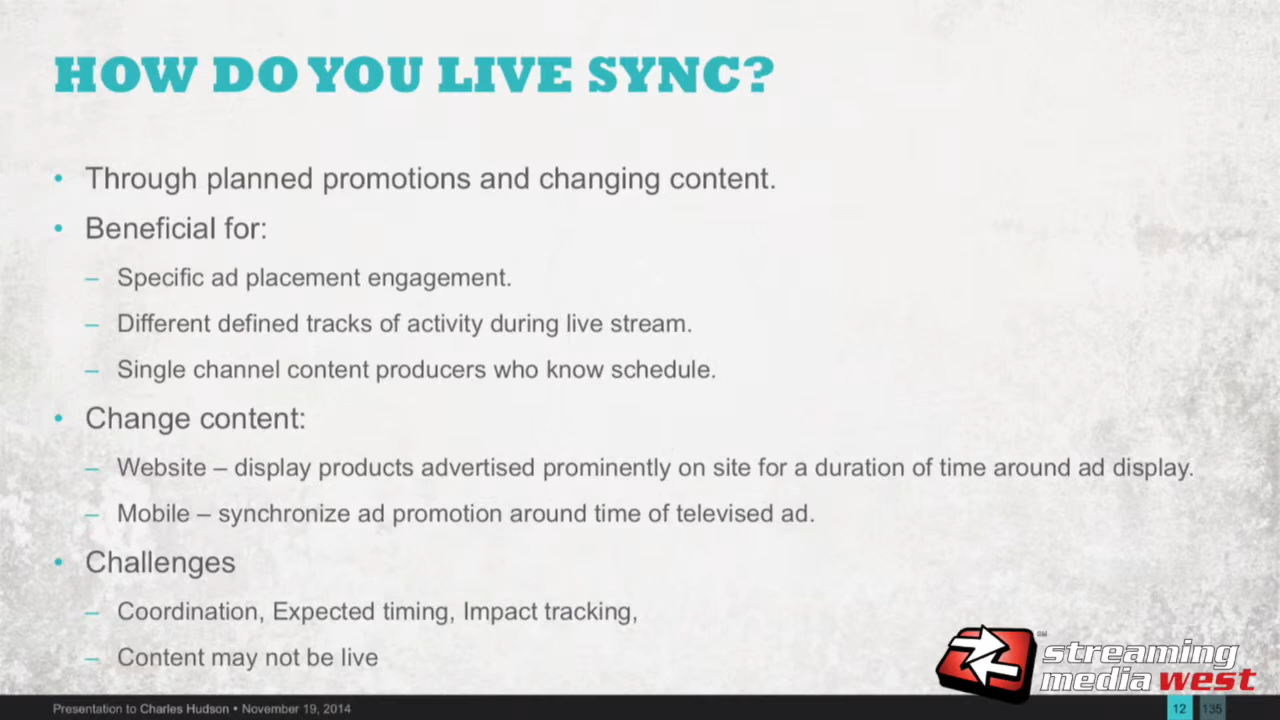 HOW DO YOU LIVE SYNC?
• Through planned promotions and changing content.
• Beneficial for:
– Specific ad placement engagement.
– Different defined tracks of activity during live stream.
– Single channel content producers who know schedule.
• Change content:
– Website – display products advertised prominently on site for a duration of time around ad display.
– Mobile – synchronize ad promotion around time of televised ad.
• Challenges
– Coordination, Expected timing, Impact tracking,
– Content may not be live
SM
streaming
media west
Presentation to Charles Hudson • November 19, 2014
12 135